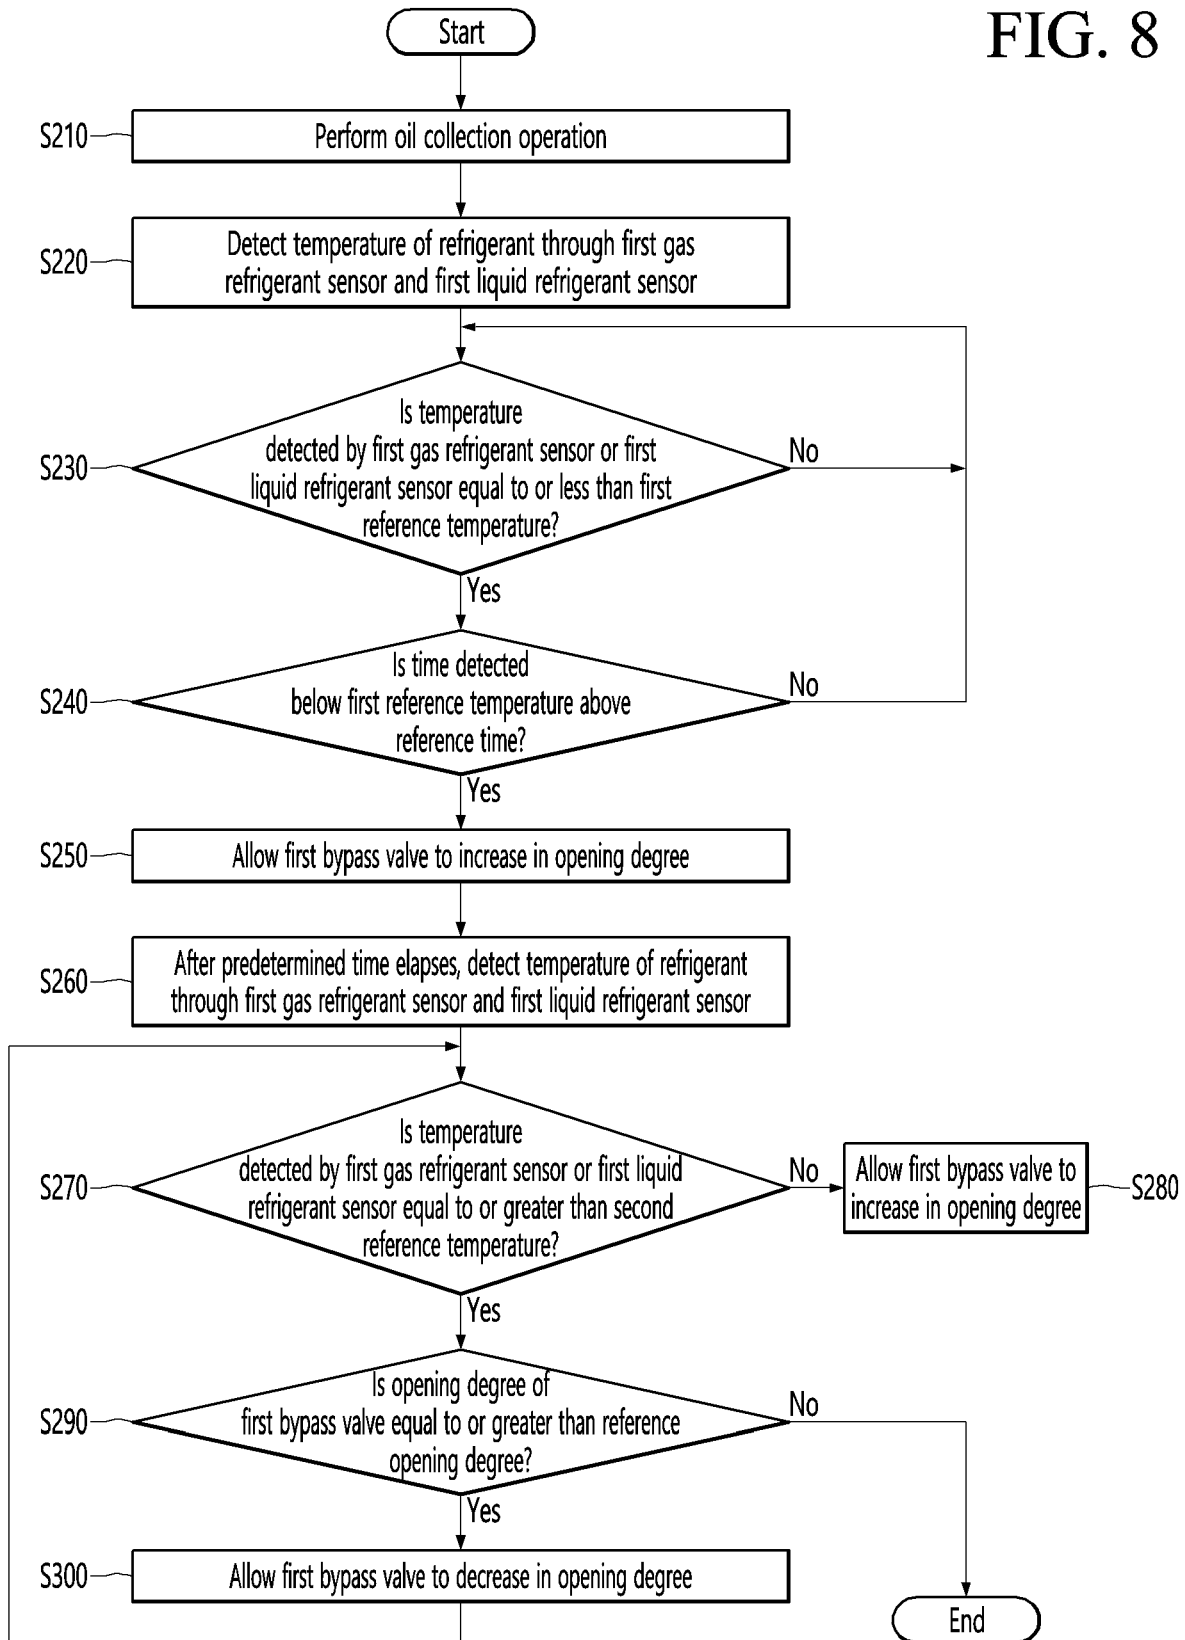 FIG. 8
Start
S210
Perform oil collection operation
S220
Detect temperature of refrigerant through first gas
refrigerant sensor and first liquid refrigerant sensor
S230
Is temperature
detected by first gas refrigerant sensor or first
liquid refrigerant sensor equal to or less than first
reference temperature?
No
Yes
S240
Is time detected
below first reference temperature above
reference time?
No
Yes
S250
Allow first bypass valve to increase in opening degree
S260
After predetermined time elapses, detect temperature of refrigerant
through first gas refrigerant sensor and first liquid refrigerant sensor
S270
Is temperature
detected by first gas refrigerant sensor or first liquid
refrigerant sensor equal to or greater than second
reference temperature?
No
Allow first bypass valve to
increase in opening degree
S280
Yes
S290
Is opening degree of
first bypass valve equal to or greater than reference
opening degree?
No
Yes
S300
Allow first bypass valve to decrease in opening degree
End